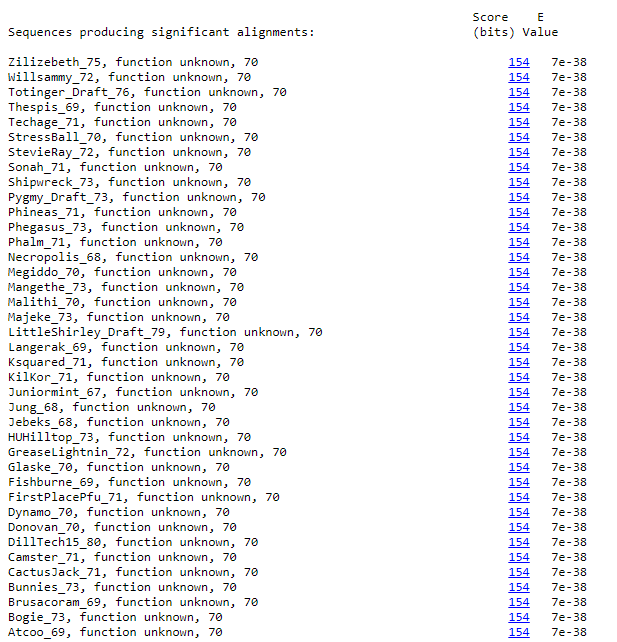 Score E
Sequences producing significant alignments: (bits) Value
Zilizebeth_75, function unknown, 70 154 7e-38
Willsammy_72, function unknown, 70 154 7e-38
Totinger_Draft_76, function unknown, 70 154 7e-38
Thespis_69, function unknown, 70 154 7e-38
Techage_71, function unknown, 70 154 7e-38
StressBall_70, function unknown, 70 154 7e-38
StevieRay_72, function unknown, 70 154 7e-38
Sonah_71, function unknown, 70 154 7e-38
Shipwreck_73, function unknown, 70 154 7e-38
Pygmy_Draft_73, function unknown, 70 154 7e-38
Phineas_71, function unknown, 70 154 7e-38
Phegasus_73, function unknown, 70 154 7e-38
Phalm_71, function unknown, 70 154 7e-38
Necropolis_68, function unknown, 70 154 7e-38
Megiddo_70, function unknown, 70 154 7e-38
Mangethe_73, function unknown, 70 154 7e-38
Malithi_70, function unknown, 70 154 7e-38
Majeke_73, function unknown, 70 154 7e-38
LittleShirley_Draft_79, function unknown, 70 154 7e-38
Langerak_69, function unknown, 70 154 7e-38
Ksquared_71, function unknown, 70 154 7e-38
KilKor_71, function unknown, 70 154 7e-38
Juniormint_67, function unknown, 70 154 7e-38
Jung_68, function unknown, 70 154 7e-38
Jebeks_68, function unknown, 70 154 7e-38
HUHilltop_73, function unknown, 70 154 7e-38
GreaseLightnin_72, function unknown, 70 154 7e-38
Glaske_70, function unknown, 70 154 7e-38
Fishburne_69, function unknown, 70 154 7e-38
FirstPlacePfu_71, function unknown, 70 154 7e-38
Dynamo_70, function unknown, 70 154 7e-38
Donovan_70, function unknown, 70 154 7e-38
DillTech15_80, function unknown, 70 154 7e-38
Camster_71, function unknown, 70 154 7e-38
CactusJack_71, function unknown, 70 154 7e-38
Bunnies_73, function unknown, 70 154 7e-38
Brusacoram_69, function unknown, 70 154 7e-38
Bogie_73, function unknown, 70 154 7e-38
Atcoo_69, function unknown, 70 154 7e-38